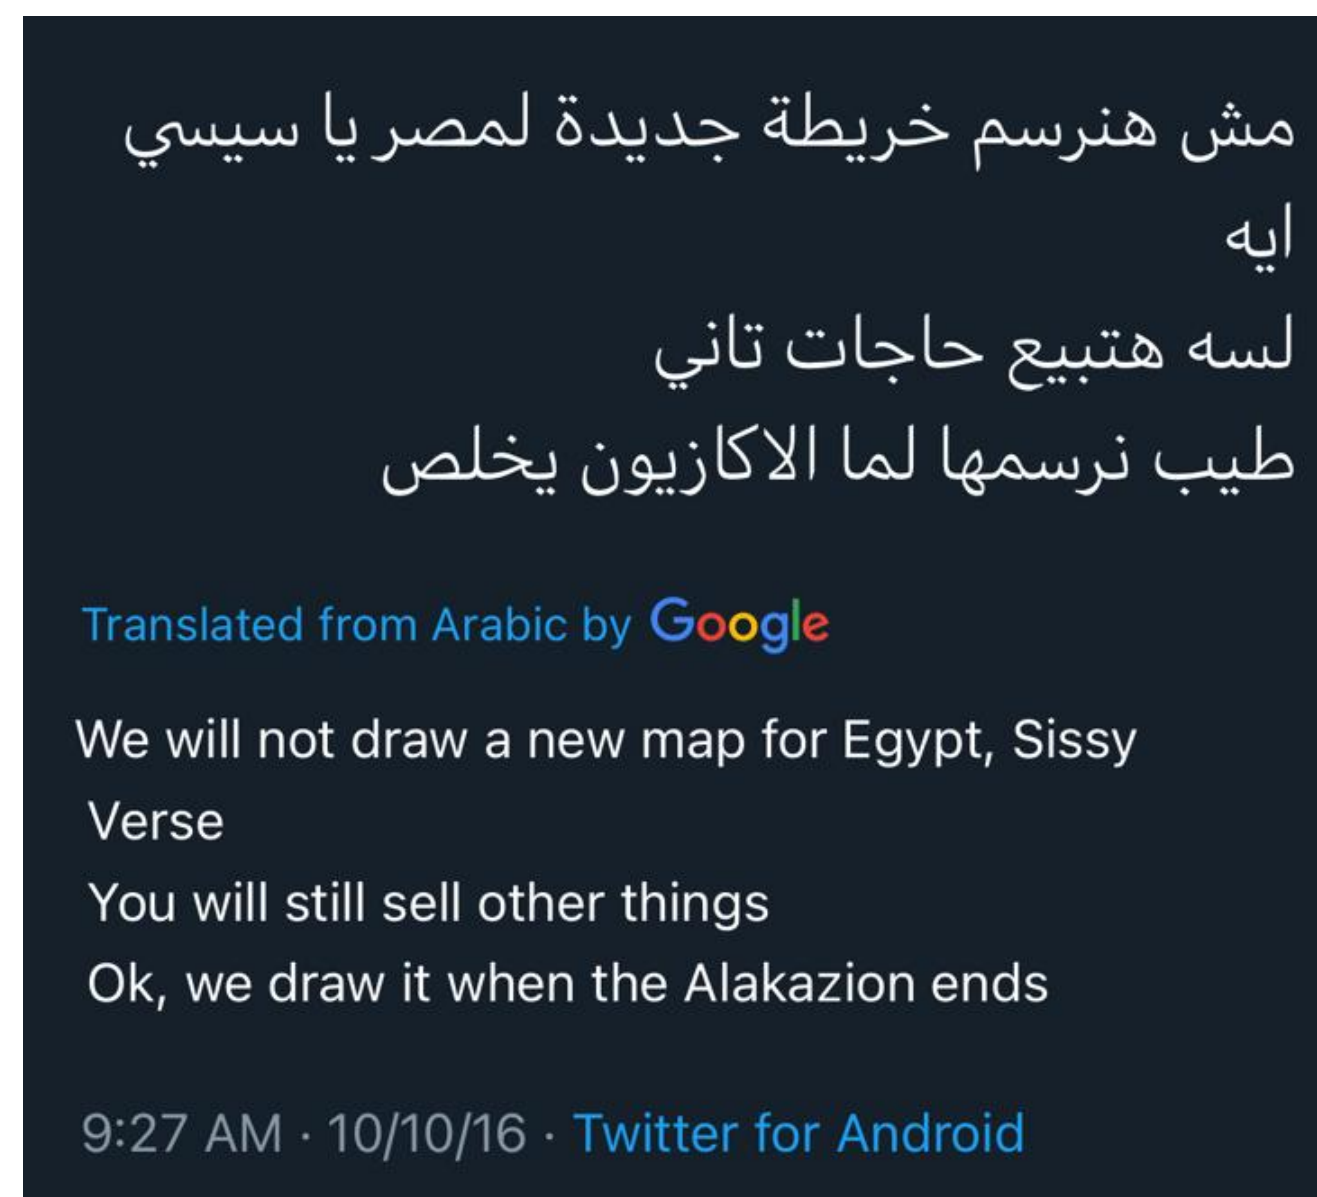 مش هنرسم خريطة جديدة لمصر يا سيسي
ايه
لسه هتبيع حاجات تاني
طيب نرسمها لما الاكازيون يخلص
Translated from Arabic by Google
We will not draw a new map for Egypt, Sissy
Verse
You will still sell other things
Ok, we draw it when the Alakazion ends
9:27 AM · 10/10/16 · Twitter for Android